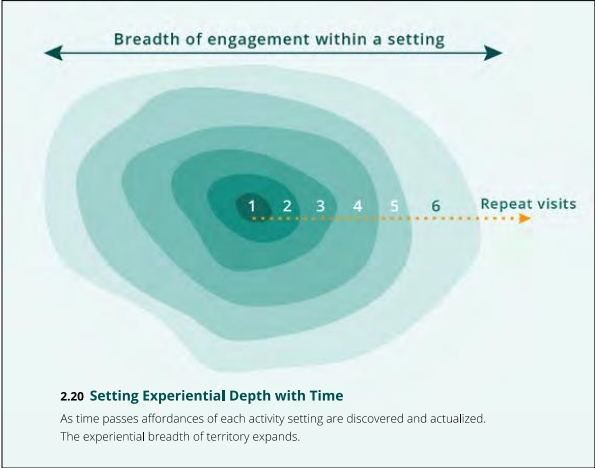 Breadth of engagement within a setting
1 2 3 4 5 6 Repeat visits
2.20 Setting Experiential Depth with Time
As time passes affordances of each activity setting are discovered and actualized.
The experiential breadth of territory expands.